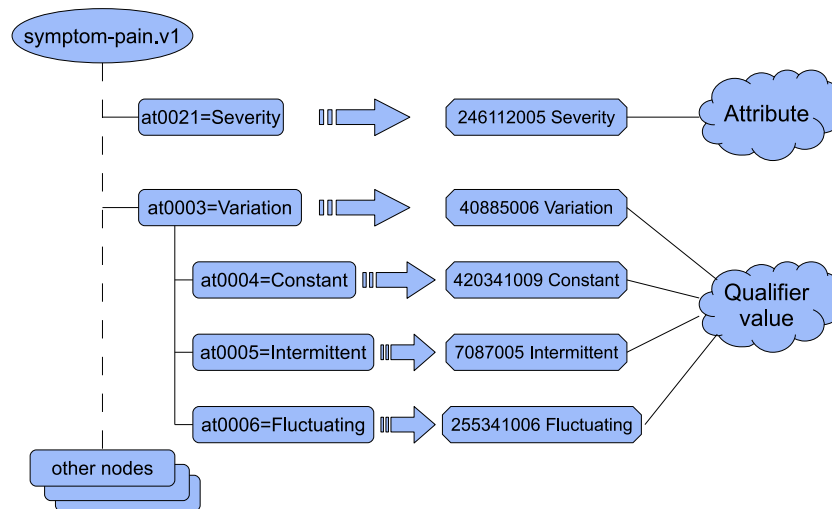 symptom-pain.v1
at0021=Severity
246112005 Severity
Attribute
at0003=Variation
40885006 Variation
at0004=Constant
420341009 Constant
Qualifier
value
at0005=Intermittent
7087005 Intermittent
at0006=Fluctuating
255341006 Fluctuating
other nodes